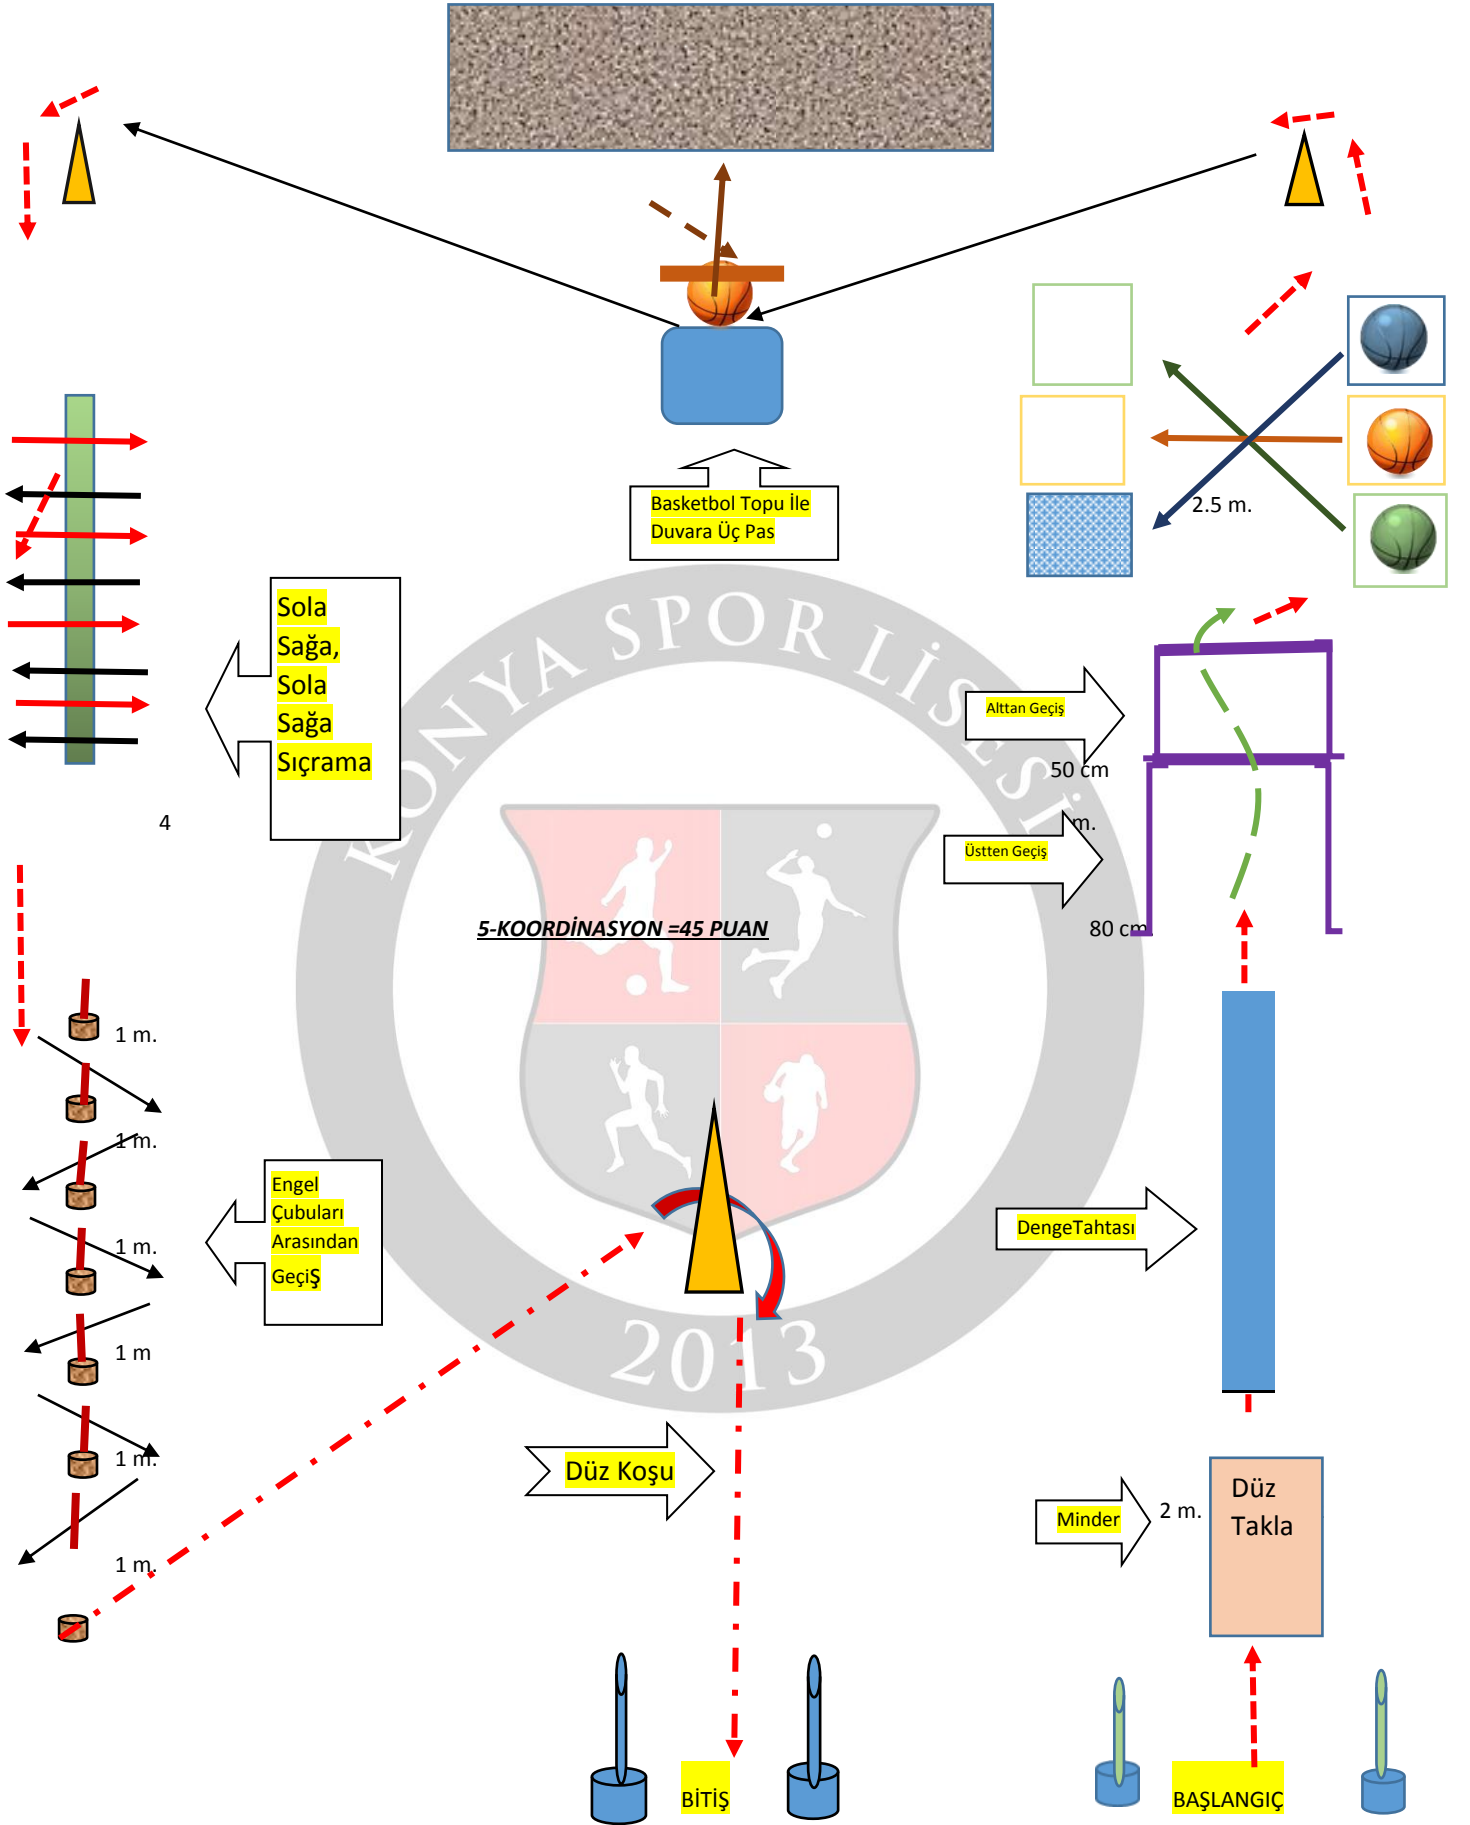 Basketbol Topu İle
Duvara Üç Pas
2.5 m.
Sola
Sağa,
Sola
Sağa
Sıçrama
4
KONYA SPOR LİSESİ
Alttan Geçiş
50 cm
m.
Üstten Geçiş
80 cm
5-KOORDİNASYON =45 PUAN
1 m.
1 m.
Engel
Çubuları
Arasından
Geçiş
1 m.
DengeTahtası
2013
1 m
1 m.
Düz Koşu
Minder
2 m.
Düz
Takla
1 m.
BİTİŞ
BAŞLANGIÇ